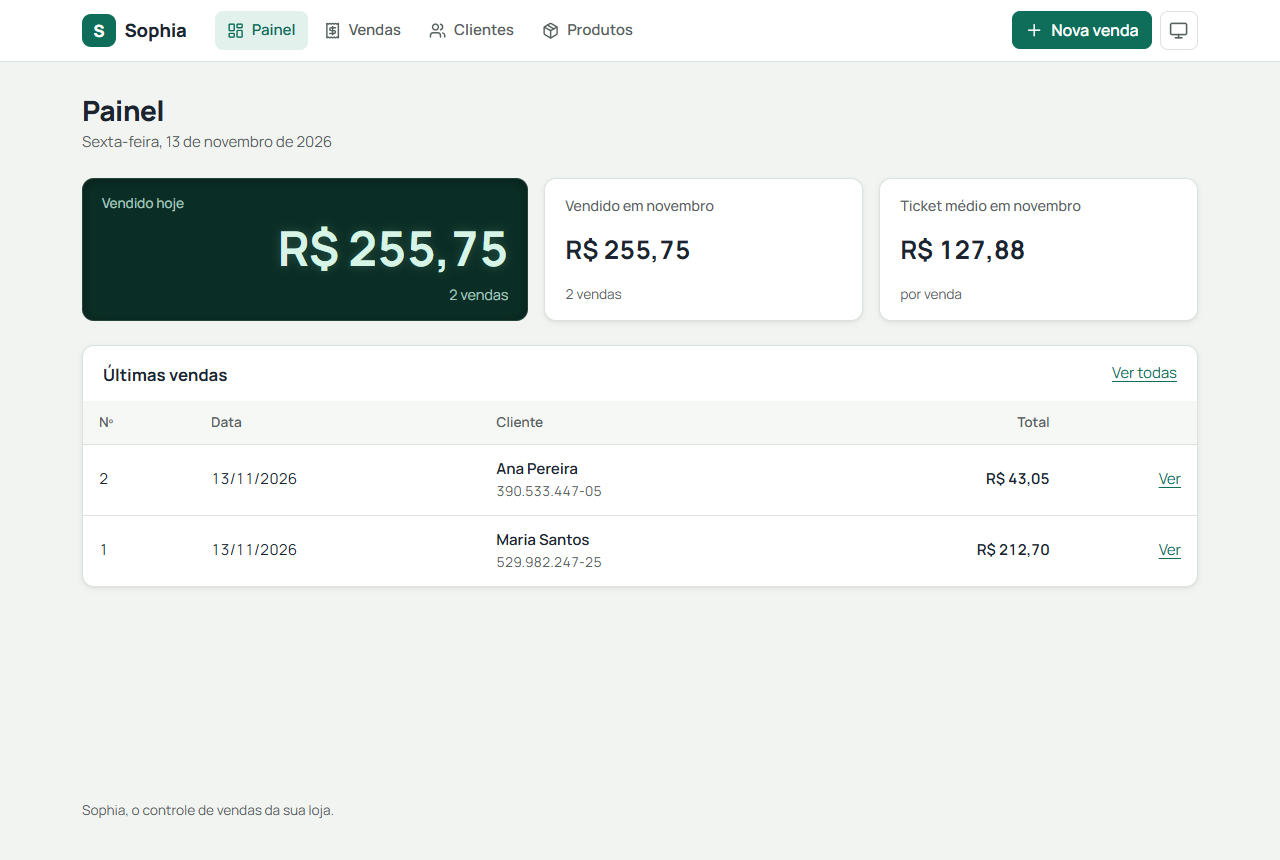 S Sophia Painel Vendas Clientes Produtos + Nova venda
Painel
Sexta-feira, 13 de novembro de 2026
Vendido hoje
R$ 255,75
2 vendas
Vendido em novembro
R$ 255,75
2 vendas
Ticket médio em novembro
R$ 127,88
por venda
Últimas vendas Ver todas
Nº Data Cliente Total
2 13/11/2026 Ana Pereira R$ 43,05 Ver
390.533.447-05
1 13/11/2026 Maria Santos R$ 212,70 Ver
529.982.247-25
Sophia, o controle de vendas da sua loja.